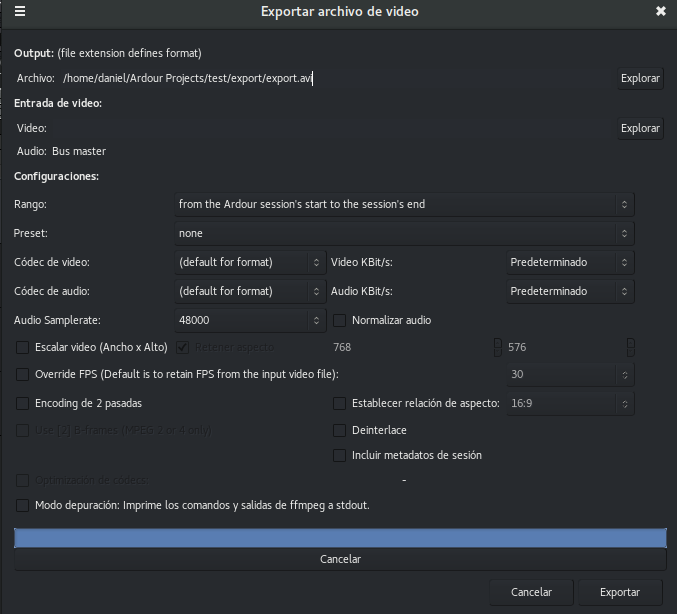 Exportar archivo de video
Output: (file extension defines format)
Archivo: /home/daniel/Ardour Projects/test/export/export.avi Explorar
Entrada de video:
Video: Explorar
Audio: Bus master
Configuraciones:
Rango: from the Ardour session's start to the session's end
Preset: none
Códec de video: (default for format) Video KBit/s: Predeterminado
Códec de audio: (default for format) Audio KBit/s: Predeterminado
Audio Samplerate: 48000 Normalizar audio
Escalar video (Ancho x Alto) Retener aspecto 768 576
Override FPS (Default is to retain FPS from the input video file): 30
Encoding de 2 pasadas Establecer relación de aspecto: 16:9
Use [2] B-frames (MPEG 2 or 4 only) Deinterlace
Incluir metadatos de sesión
Optimización de códecs: -
Modo depuración: Imprime los comandos y salidas de ffmpeg a stdout.
Cancelar
Cancelar Exportar